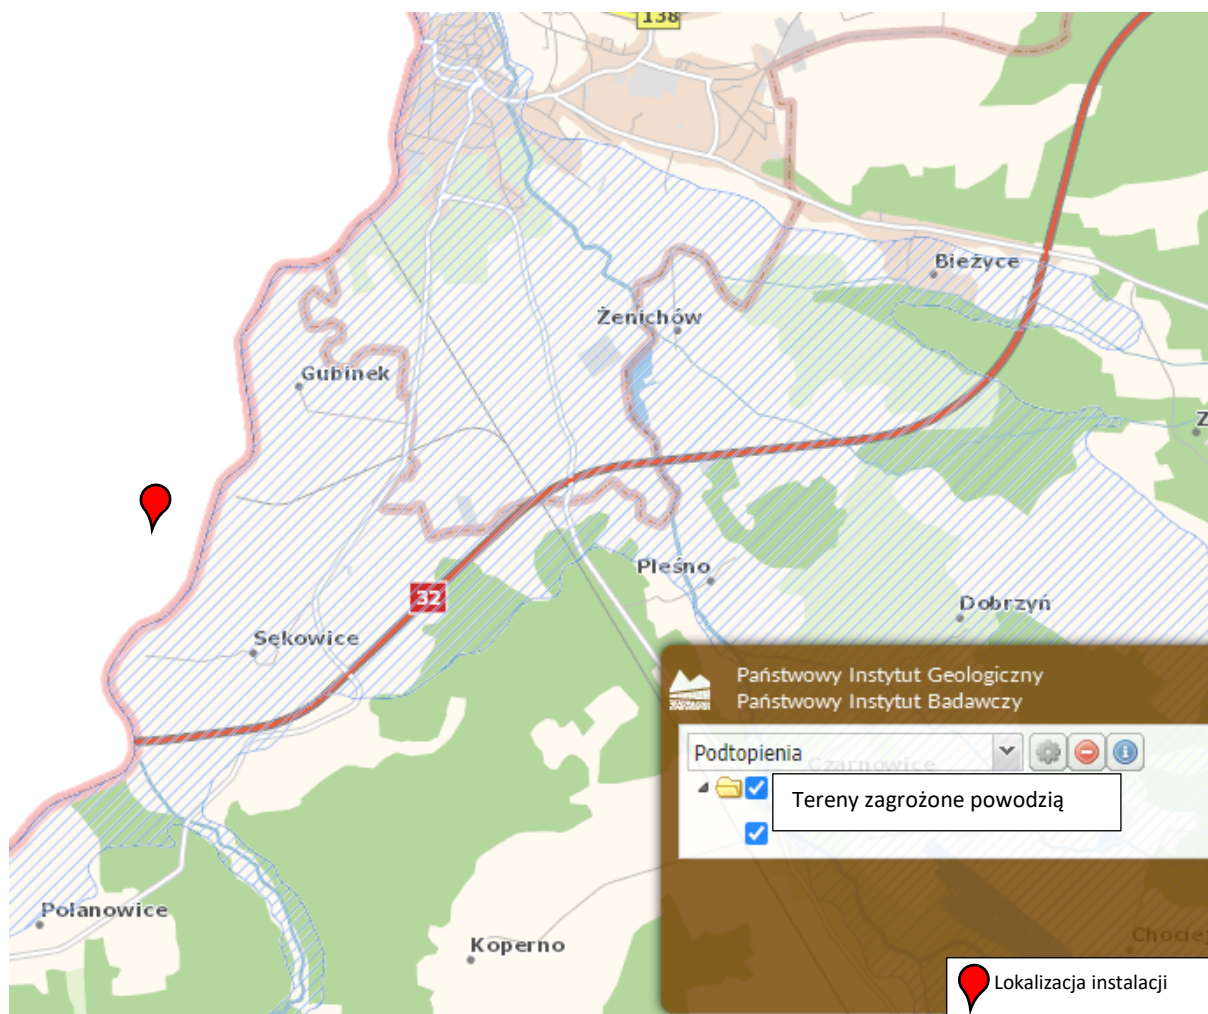 138
Bieżyce
Żenichów
Gubinek
Z
Pleśno
32
Dobrzyń
Sękowice
Państwowy Instytut Geologiczny
Państwowy Instytut Badawczy
Podtopienia
Czarnowice
Tereny zagrożone powodzią
Polanowice
Koperno
Chociej
Lokalizacja instalacji